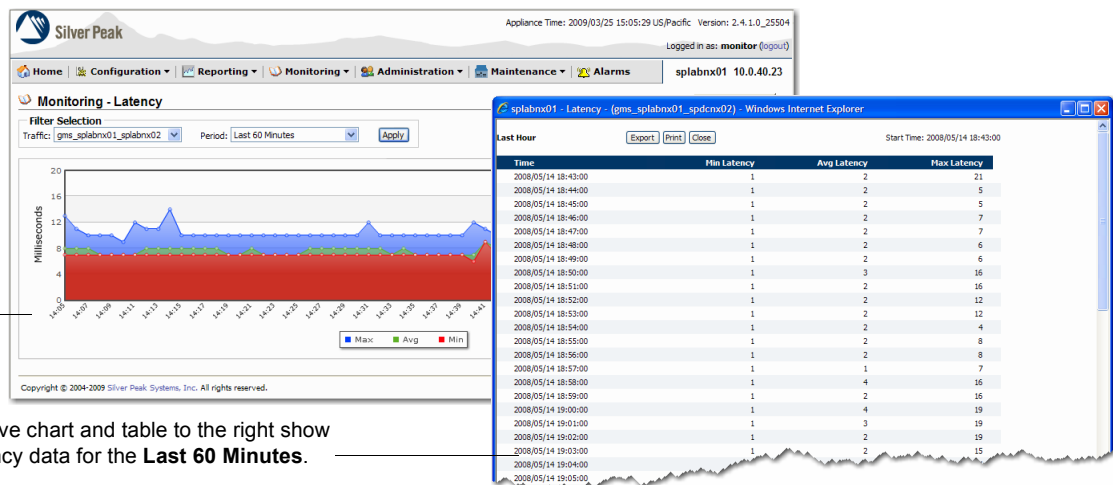 Silver Peak
Appliance Time: 2009/03/25 15:05:29 US/Pacific Version: 2.4.1.0_25504
Logged in as: monitor (logout)
Home Configuration Reporting Monitoring Administration Maintenance Alarms splabnx01 10.0.40.23
Monitoring - Latency
Filter Selection
Traffic: gms_splabnx01_splabnx02 Period: Last 60 Minutes Apply
20
16
12
8
4
0
Milliseconds
14:05 14:07 14:09 14:11 14:13 14:15 14:17 14:19 14:21 14:23 14:25 14:27 14:29 14:31 14:33 14:35 14:37 14:39 14:41
Max Avg Min
Copyright © 2004-2009 Silver Peak Systems, Inc. All rights reserved.
splabnx01 - Latency - (gms_splabnx01_spdcnx02) - Windows Internet Explorer
Last Hour Export Print Close Start Time: 2008/05/14 18:43:00
Time Min Latency Avg Latency Max Latency
2008/05/14 18:43:00 1 2 21
2008/05/14 18:44:00 1 2 5
2008/05/14 18:45:00 1 2 5
2008/05/14 18:46:00 1 2 7
2008/05/14 18:47:00 1 2 7
2008/05/14 18:48:00 1 2 6
2008/05/14 18:49:00 1 2 6
2008/05/14 18:50:00 1 3 16
2008/05/14 18:51:00 1 2 16
2008/05/14 18:52:00 1 2 12
2008/05/14 18:53:00 1 2 12
2008/05/14 18:54:00 1 2 4
2008/05/14 18:55:00 1 2 8
2008/05/14 18:56:00 1 2 8
2008/05/14 18:57:00 1 1 7
2008/05/14 18:58:00 1 4 16
2008/05/14 18:59:00 1 2 16
2008/05/14 19:00:00 1 4 19
2008/05/14 19:01:00 1 3 19
2008/05/14 19:02:00 1 2 19
2008/05/14 19:03:00 1 2 15
2008/05/14 19:04:00 1
2008/05/14 19:05:00
ve chart and table to the right show
ncy data for the Last 60 Minutes.